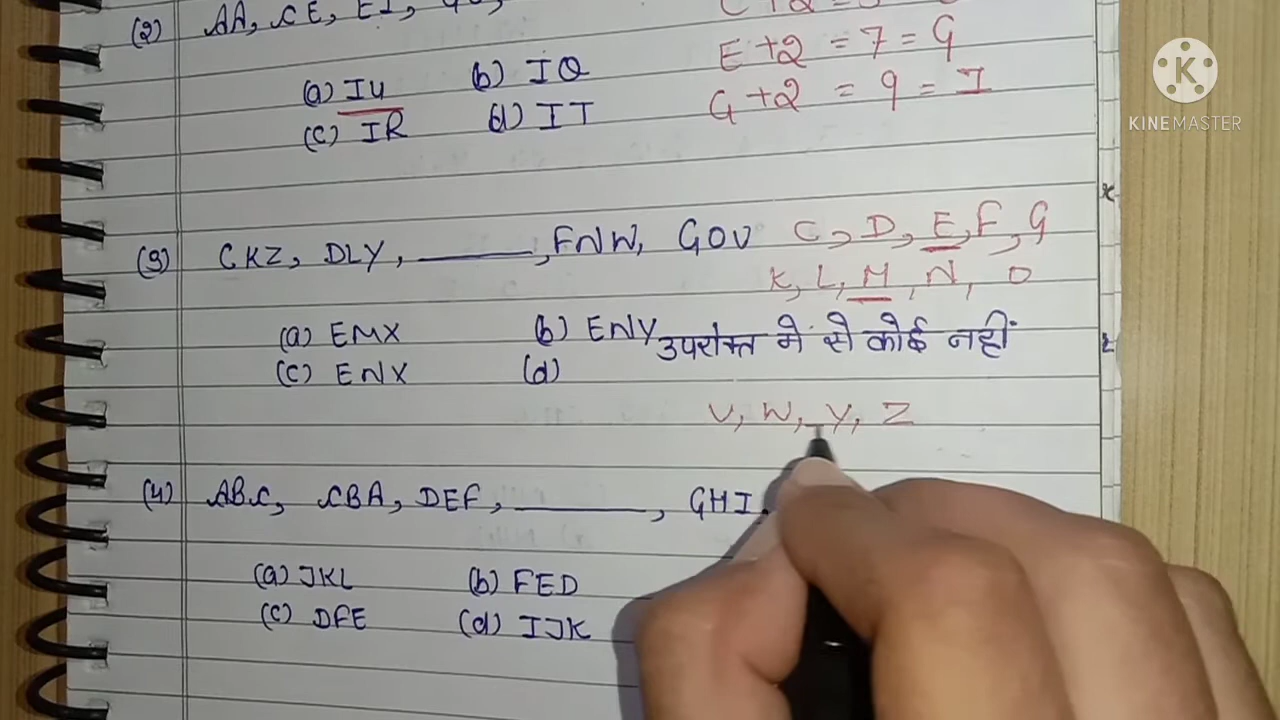 (2) AA, CE, EI,
C+2=
(a) IU (b) IQ
E+2 = 7 = G
(c) IR (d) IT
G+2 = 9 = I
KINEMASTER
(3) CKZ, DLY, ______, FNW, GOV
C, D, E, F, G
K, L, M, N, O
(a) EMX (b) ENY
(c) ENX (d) उपरोक्त मे से कोई नहीं
V, W, Y, Z
(4) ABC, CBA, DEF, ______, GHI,
(a) JKL (b) FED
(c) DFE (d) IJK